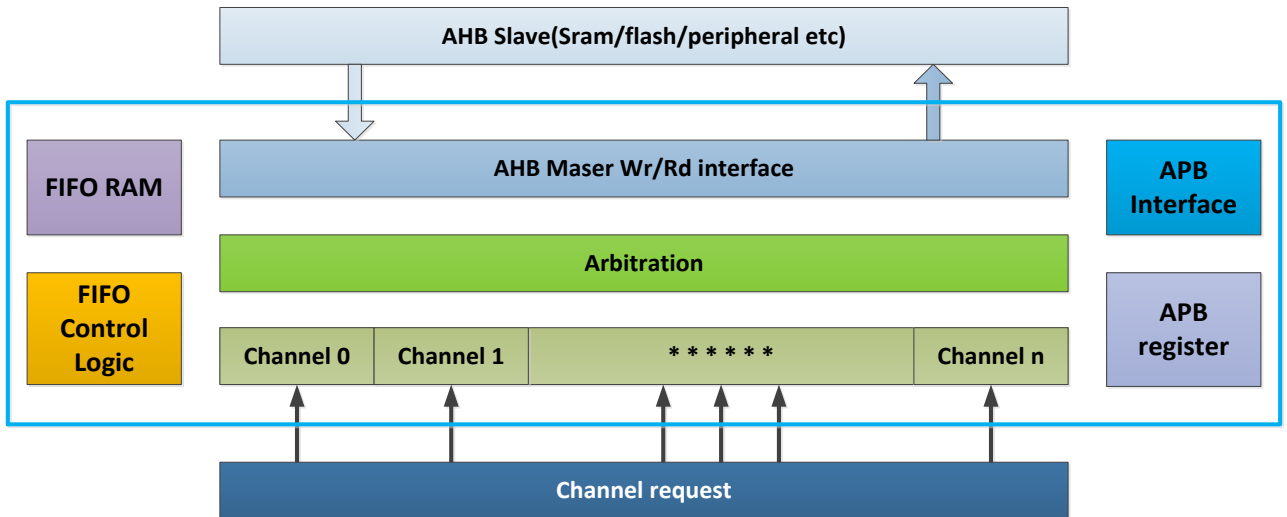 AHB Slave(Sram/flash/peripheral etc)
FIFO RAM
AHB Maser Wr/Rd interface
APB
Interface
Arbitration
FIFO
Control
Logic
APB
register
Channel 0
Channel 1
* * * * * *
Channel n
Channel request